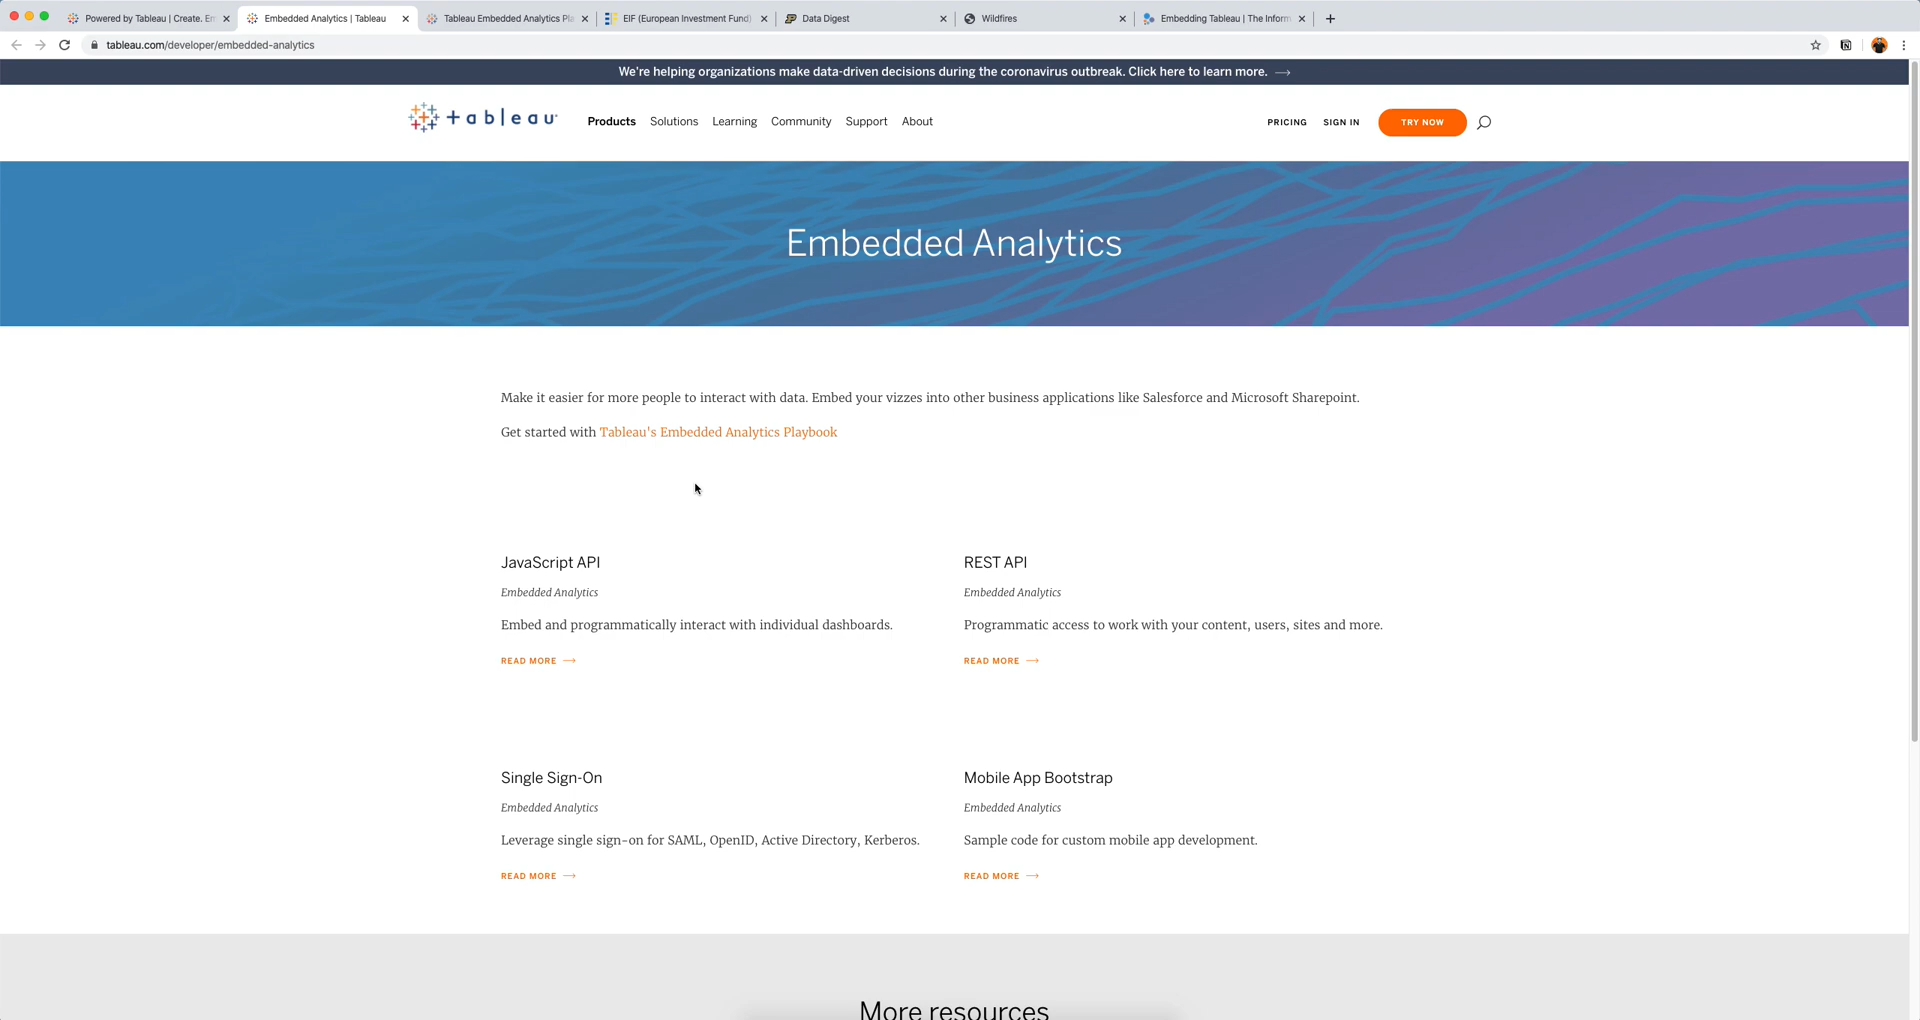 Powered by Tableau | Create. Em
Embedded Analytics | Tableau
Tableau Embedded Analytics Pla
EIF (European Investment Fund)
Data Digest
Wildfires
Embedding Tableau | The Inform
tableau.com/developer/embedded-analytics
We're helping organizations make data-driven decisions during the coronavirus outbreak. Click here to learn more.
tableau
Products Solutions Learning Community Support About
PRICING SIGN IN TRY NOW
Embedded Analytics
Make it easier for more people to interact with data. Embed your vizzes into other business applications like Salesforce and Microsoft Sharepoint.
Get started with Tableau's Embedded Analytics Playbook
JavaScript API
Embedded Analytics
Embed and programmatically interact with individual dashboards.
READ MORE
REST API
Embedded Analytics
Programmatic access to work with your content, users, sites and more.
READ MORE
Single Sign-On
Embedded Analytics
Leverage single sign-on for SAML, OpenID, Active Directory, Kerberos.
READ MORE
Mobile App Bootstrap
Embedded Analytics
Sample code for custom mobile app development.
READ MORE
More resources